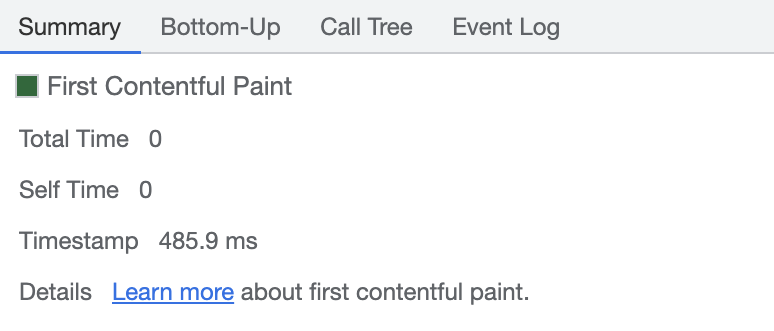 Summary Bottom-Up Call Tree Event Log
First Contentful Paint
Total Time 0
Self Time 0
Timestamp 485.9 ms
Details Learn more about first contentful paint.